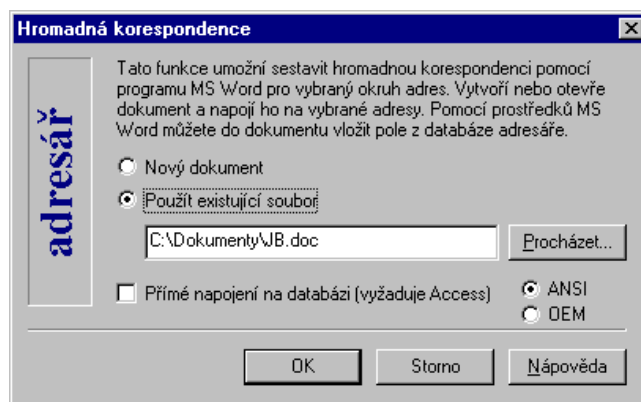 Hromadná korespondence
adresář
Tato funkce umožní sestavit hromadnou korespondenci pomocí
programu MS Word pro vybraný okruh adres. Vytvoří nebo otevře
dokument a napojí ho na vybrané adresy. Pomocí prostředků MS
Word můžete do dokumentu vložit pole z databáze adresáře.
Nový dokument
Použít existující soubor
C:\Dokumenty\JB.doc
Procházet...
Přímé napojení na databázi (vyžaduje Access)
ANSI
OEM
OK
Storno
Nápověda